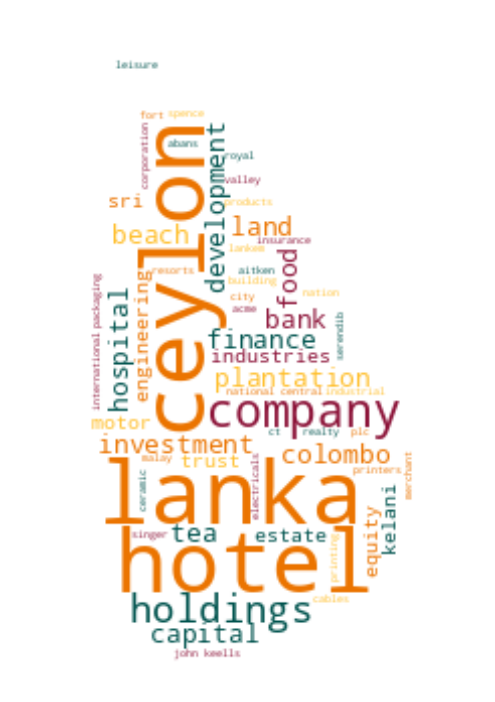 leisure
fort spence
corporation
abans
ceylon
development
royal
valley
sri
products
beach
land
insurance
lankem
food
hospital
engineering
resorts
aitken
building
international packaging
city
nation
acme
bank
serendib
finance
industries
plantation
national central industrial
company
motor
ct realty plc
investment
colombo
malay trust
printers
merchant
ceramic
electricals
lanka
kelani
equity
singer tea estate
printing
hotel
cables
holdings
capital
john keells